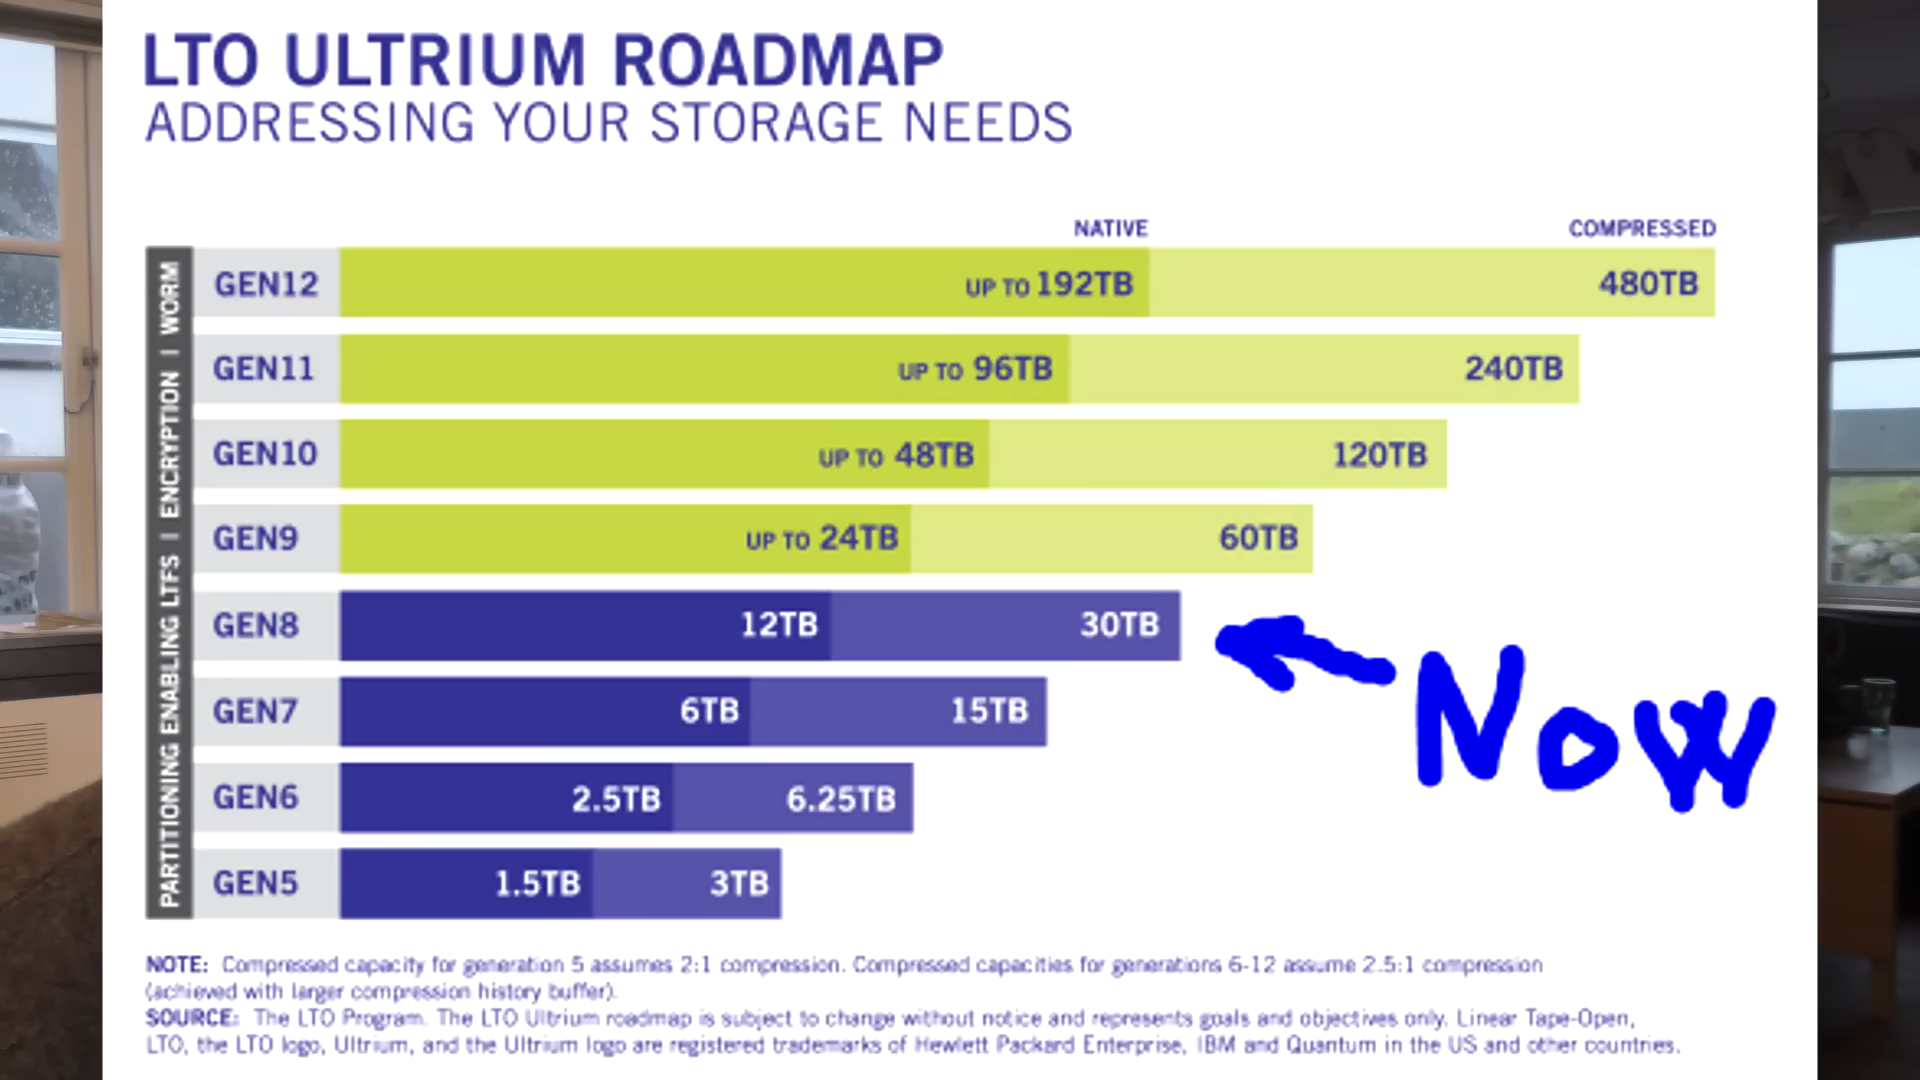 LTO ULTRIUM ROADMAP
ADDRESSING YOUR STORAGE NEEDS
NATIVE COMPRESSED
PARTITIONING ENABLING LTFS | ENCRYPTION | WORM
GEN12 UP TO 192TB 480TB
GEN11 UP TO 96TB 240TB
GEN10 UP TO 48TB 120TB
GEN9 UP TO 24TB 60TB
GEN8 12TB 30TB
Now
GEN7 6TB 15TB
GEN6 2.5TB 6.25TB
GEN5 1.5TB 3TB
NOTE: Compressed capacity for generation 5 assumes 2:1 compression. Compressed capacities for generations 6-12 assume 2.5:1 compression
(achieved with larger compression history buffer).
SOURCE: The LTO Program. The LTO Ultrium roadmap is subject to change without notice and represents goals and objectives only. Linear Tape-Open,
LTO, the LTO logo, Ultrium, and the Ultrium logo are registered trademarks of Hewlett Packard Enterprise, IBM and Quantum in the US and other countries.